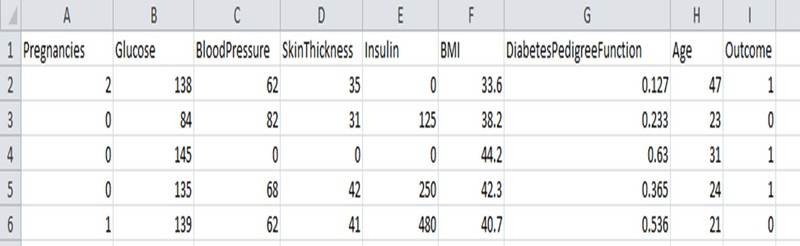 A B C D E F G H I
1 Pregnancies Glucose BloodPressure SkinThickness Insulin BMI DiabetesPedigreeFunction Age Outcome
2 2 138 62 35 0 33.6 0.127 47 1
3 0 84 82 31 125 38.2 0.233 23 0
4 0 145 0 0 0 44.2 0.63 31 1
5 0 135 68 42 250 42.3 0.365 24 1
6 1 139 62 41 480 40.7 0.536 21 0